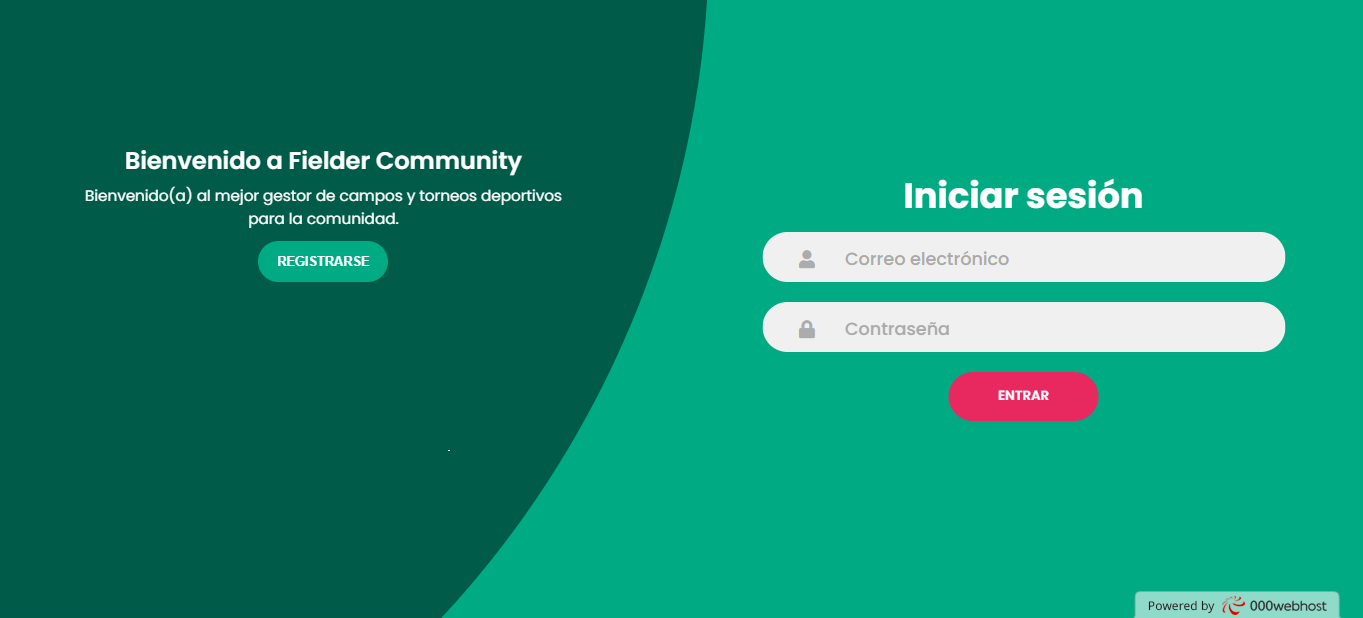 Bienvenido a Fielder Community
Bienvenido(a) al mejor gestor de campos y torneos deportivos
para la comunidad.
REGISTRARSE
Iniciar sesión
Correo electrónico
Contraseña
ENTRAR
Powered by 000webhost